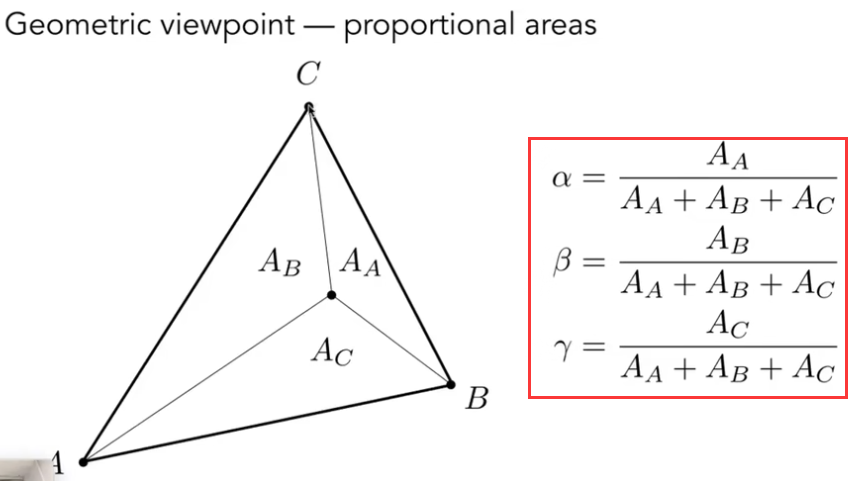 Geometric viewpoint — proportional areas
C
A_B A_A
A_C
B
A
α = A_A / (A_A + A_B + A_C)
β = A_B / (A_A + A_B + A_C)
γ = A_C / (A_A + A_B + A_C)